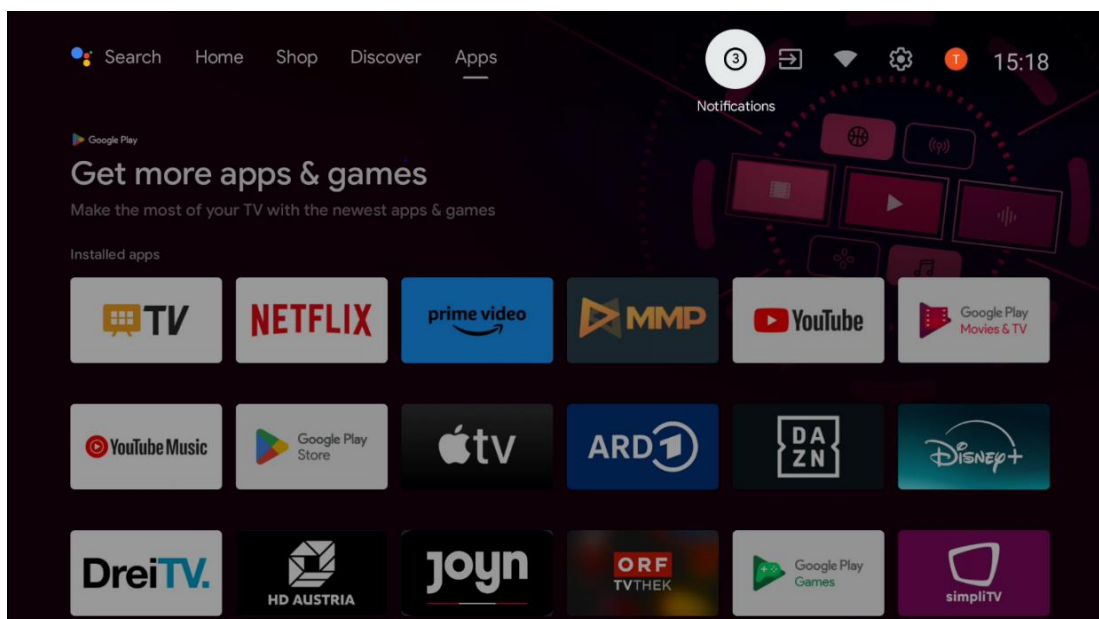 Search Home Shop Discover Apps 3 T 15:18
Notifications
Google Play
Get more apps & games
Make the most of your TV with the newest apps & games
Installed apps
TV NETFLIX prime video MMP YouTube Google Play
Movies & TV
YouTube Music Google Play
Store
tv ARD 1 DA
ZN
Disney+
DreiTV. HD AUSTRIA joyn ORF
TVTHEK
Google Play
Games
simpliTV